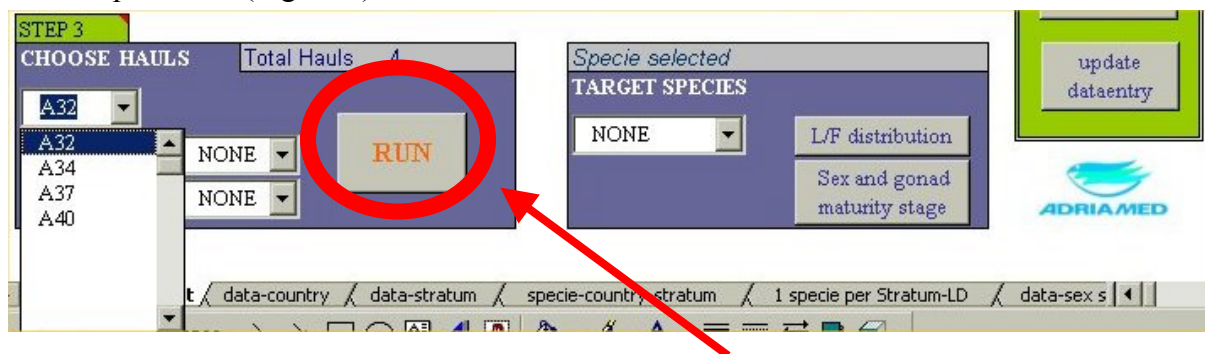 STEP 3
CHOOSE HAULS Total Hauls 4
A32
A32
A34
A37
A40
NONE
NONE
RUN
Specie selected
TARGET SPECIES
NONE
L/F distribution
Sex and gonad
maturity stage
update
dataentry
ADRIAMED
t data-country data-stratum specie-country-stratum 1 specie per Stratum-LD data-sex s